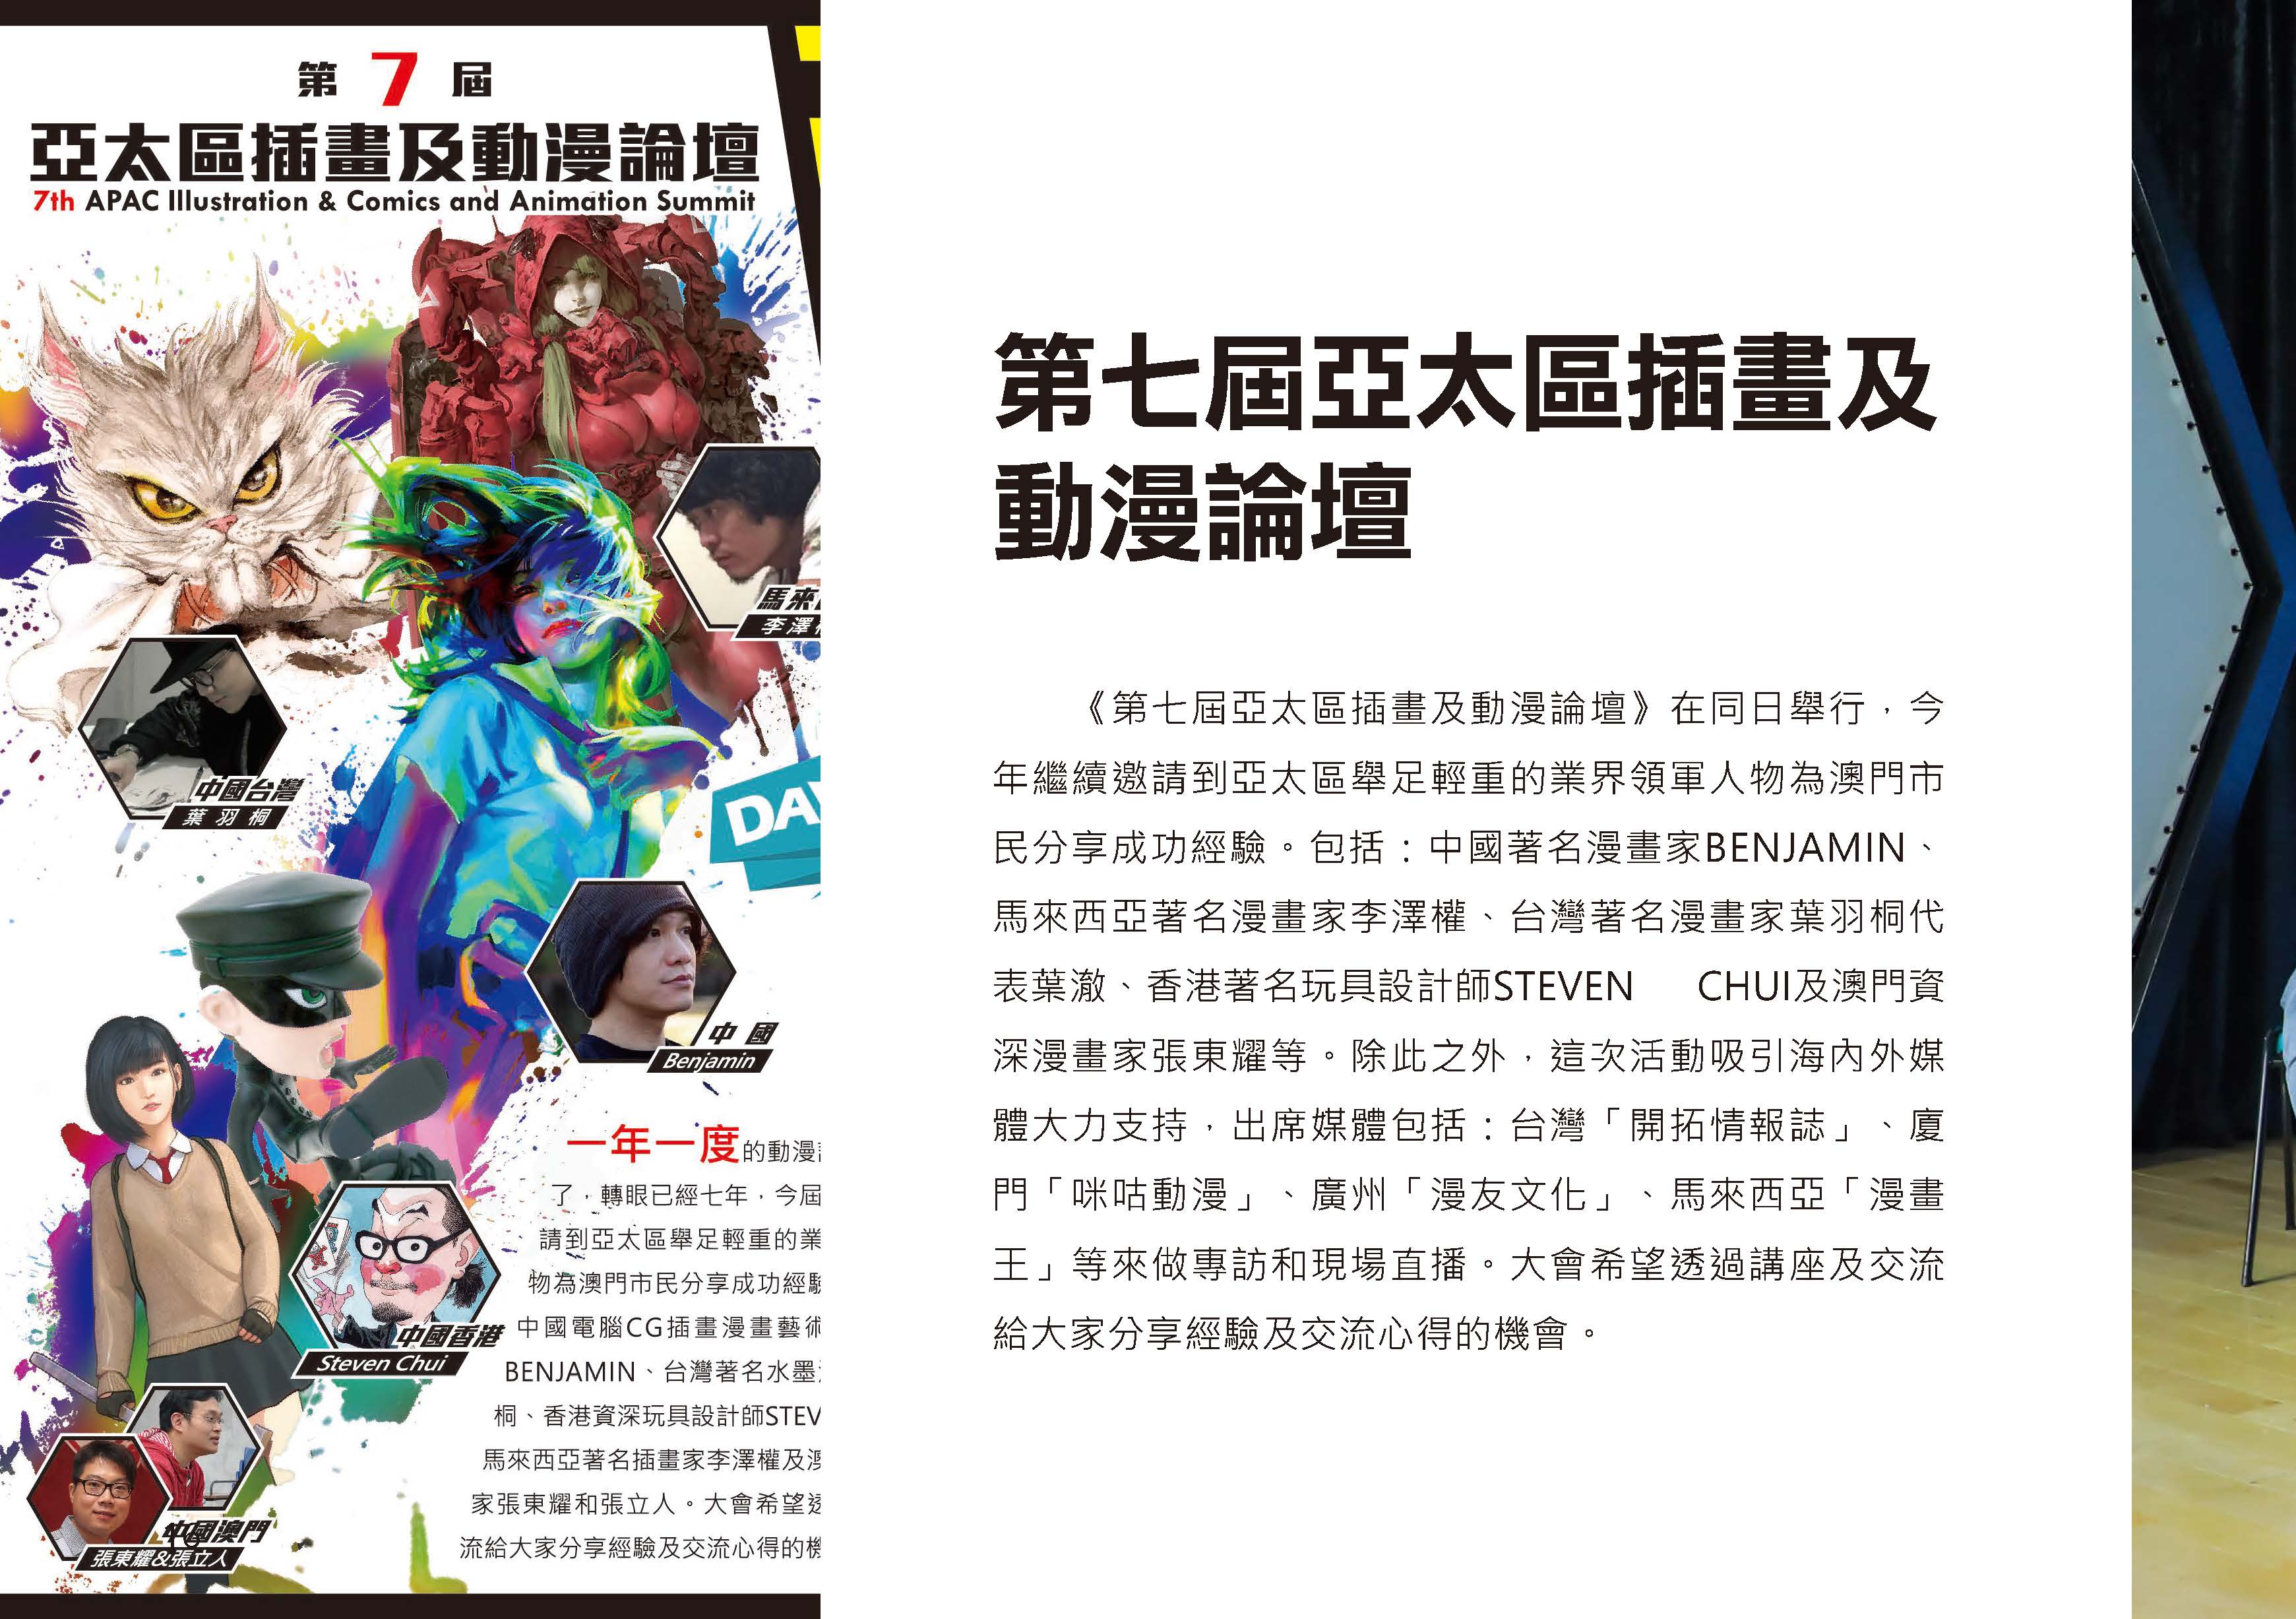 第 7 屆
亞太區插畫及動漫論壇
7th APAC Illustration & Comics and Animation Summit
馬來
李澤
中國台灣
葉羽桐
DA
中國
Benjamin
一年一度的動漫
了，轉眼已經七年，今屆
請到亞太區舉足輕重的業
物為澳門市民分享成功經驗
中國電腦CG插畫漫畫藝術
BENJAMIN、台灣著名水墨
桐、香港資深玩具設計師STEV
馬來西亞著名插畫家李澤權及澳
家張東耀和張立人。大會希望透
流給大家分享經驗及交流心得的機
中國香港
Steven Chui
中國澳門
張東耀&張立人
第七屆亞太區插畫及
動漫論壇
《第七屆亞太區插畫及動漫論壇》在同日舉行，今
年繼續邀請到亞太區舉足輕重的業界領軍人物為澳門市
民分享成功經驗。包括：中國著名漫畫家BENJAMIN、
馬來西亞著名漫畫家李澤權、台灣著名漫畫家葉羽桐代
表葉澈、香港著名玩具設計師STEVEN CHUI及澳門資
深漫畫家張東耀等。除此之外，這次活動吸引海內外媒
體大力支持，出席媒體包括：台灣「開拓情報誌」、廈
門「咪咕動漫」、廣州「漫友文化」、馬來西亞「漫畫
王」等來做專訪和現場直播。大會希望透過講座及交流
給大家分享經驗及交流心得的機會。